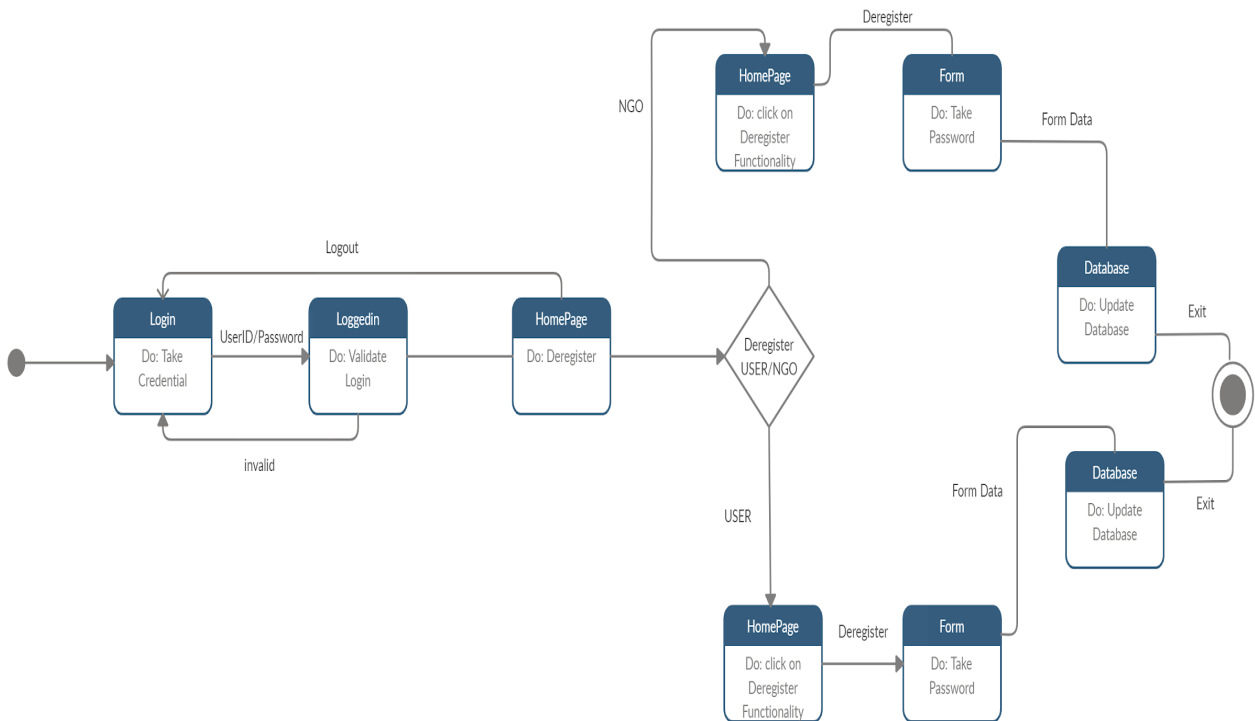 Deregister
NGO
HomePage
Do: click on
Deregister
Functionality
Form
Do: Take
Password
Form Data
Database
Do: Update
Database
Exit
Logout
Login
Do: Take
Credential
UserID/Password
Loggedin
Do: Validate
Login
HomePage
Do: Deregister
invalid
Deregister
USER/NGO
USER
HomePage
Do: click on
Deregister
Functionality
Deregister
Form
Do: Take
Password
Form Data
Database
Do: Update
Database
Exit